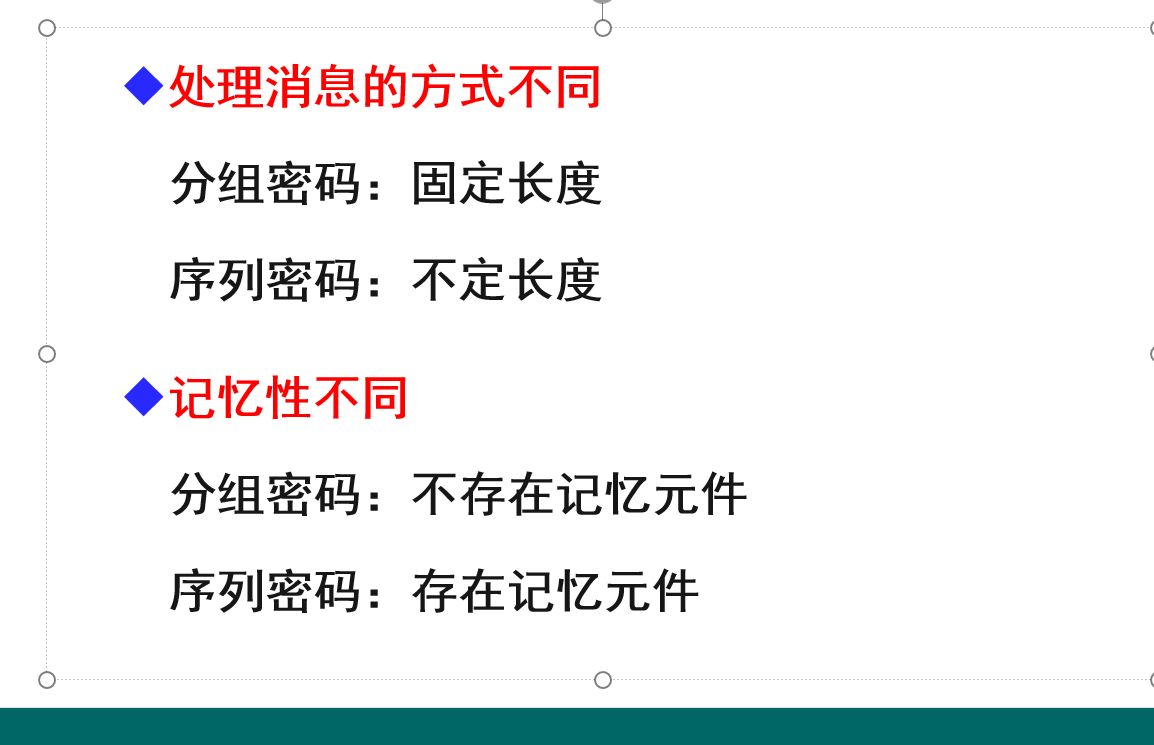 ◆处理消息的方式不同
分组密码：固定长度
序列密码：不定长度
◆记忆性不同
分组密码：不存在记忆元件
序列密码：存在记忆元件